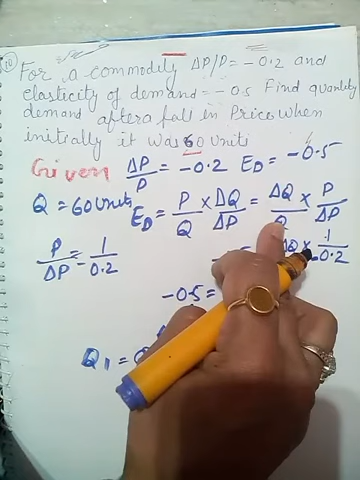 For a commodity ΔP/P = -0.2 and
elasticity of demand = -0.5 Find quantity
demand after a fall in Price when
initially it was 60 units
Given ΔP/P = -0.2 ED = -0.5
Q = 60 units ED = P/Q × ΔQ/ΔP = ΔQ/Q × P/ΔP
P/ΔP = 1/-0.2 = ΔQ × 1/-0.2
-0.5 =
Q1 =